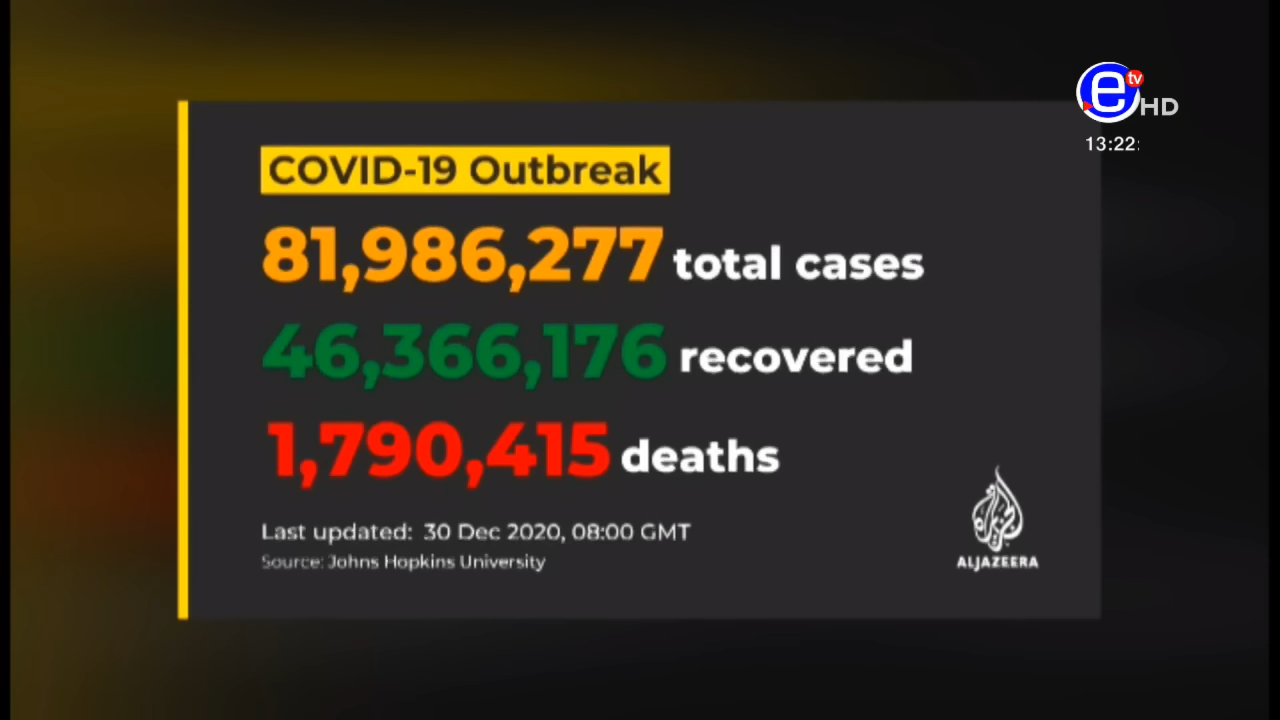 e tv HD
13:22:
COVID-19 Outbreak
81,986,277 total cases
46,366,176 recovered
1,790,415 deaths
Last updated: 30 Dec 2020, 08:00 GMT
Source: Johns Hopkins University
ALJAZEERA